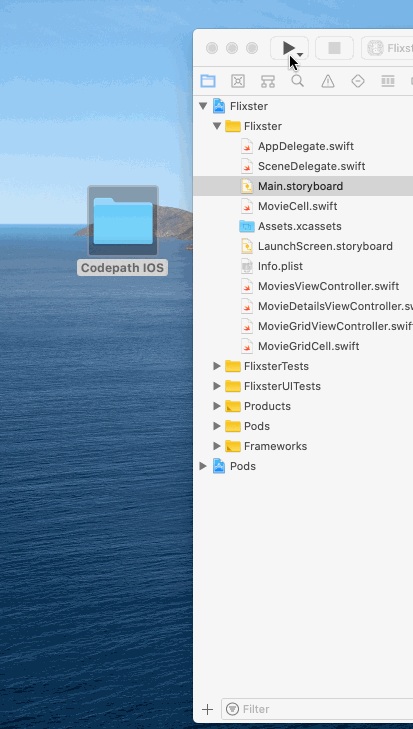 Flixst
Flixster
Flixster
AppDelegate.swift
SceneDelegate.swift
Main.storyboard
MovieCell.swift
Codepath IOS
Assets.xcassets
LaunchScreen.storyboard
Info.plist
MoviesViewController.swift
MovieDetailsViewController.sw
MovieGridViewController.swif
MovieGridCell.swift
FlixsterTests
FlixsterUITests
Products
Pods
Frameworks
Pods
Filter